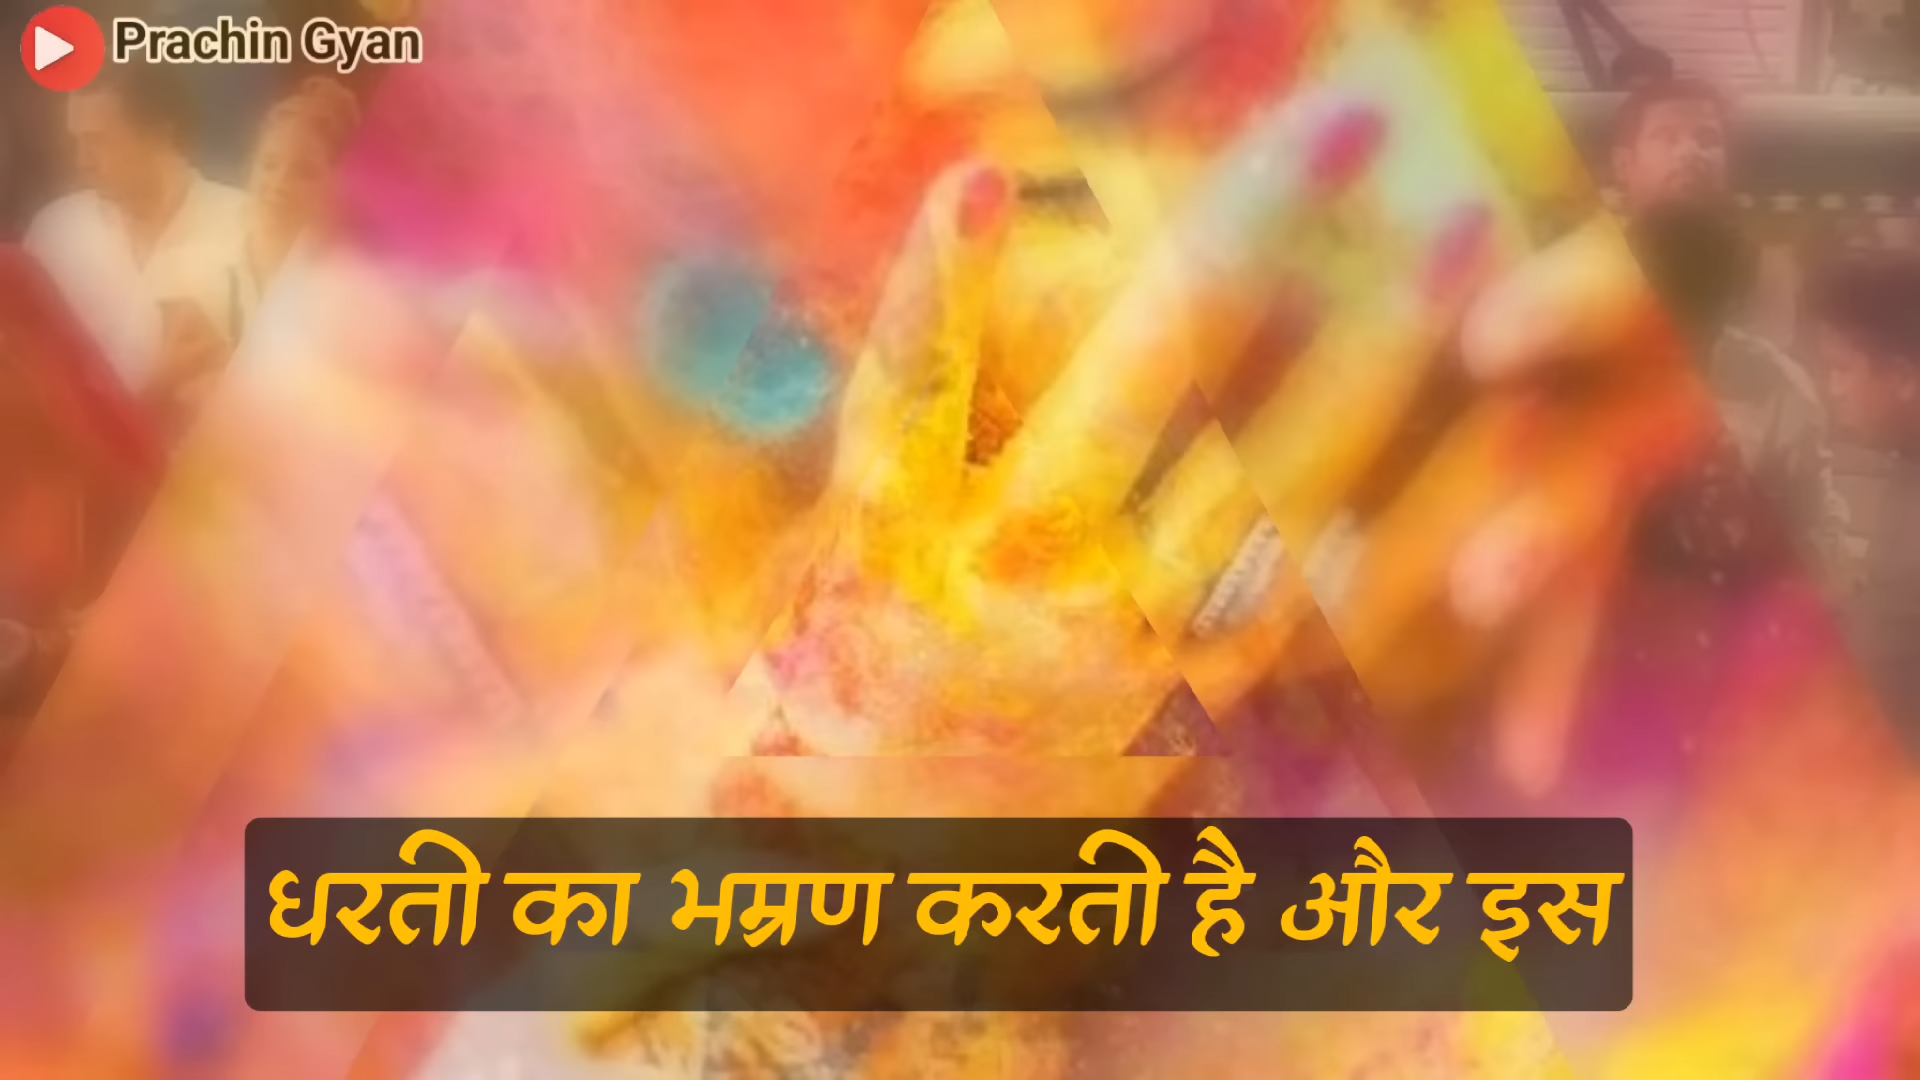 Prachin Gyan
धरती का भम्रण करती है और इस